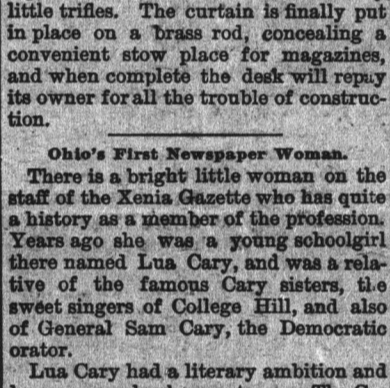 little trifles. The curtain is finally put
in place on a brass rod, concealing a
convenient stow place for magazines,
and when complete the desk will repay
its owner for all the trouble of construc-
tion.
Ohio's First Newspaper Woman.
There is a bright little woman on the
staff of the Xenia Gazette who has quite
a history as a member of the profession.
Years ago she was a young schoolgirl
there named Lua Cary, and was a rela-
tive of the famous Cary sisters, the
sweet singers of College Hill, and also
of General Sam Cary, the Democratic
orator.
Lua Cary had a literary ambition and